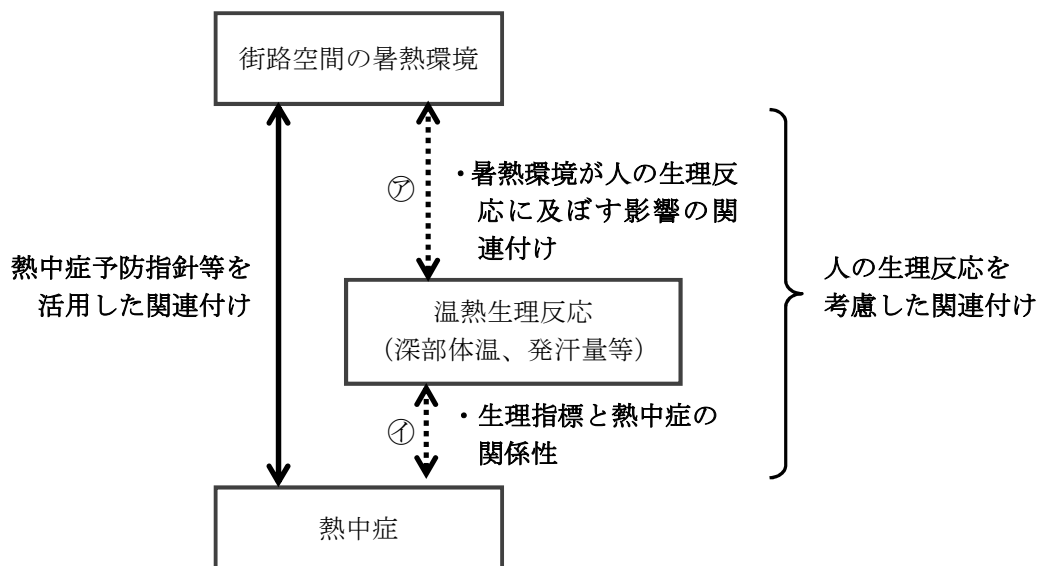 街路空間の暑熱環境
㋐
・暑熱環境が人の生理反
応に及ぼす影響の関
連付け
熱中症予防指針等を
活用した関連付け
人の生理反応を
考慮した関連付け
温熱生理反応
（深部体温、発汗量等）
㋑
・生理指標と熱中症の
関係性
熱中症